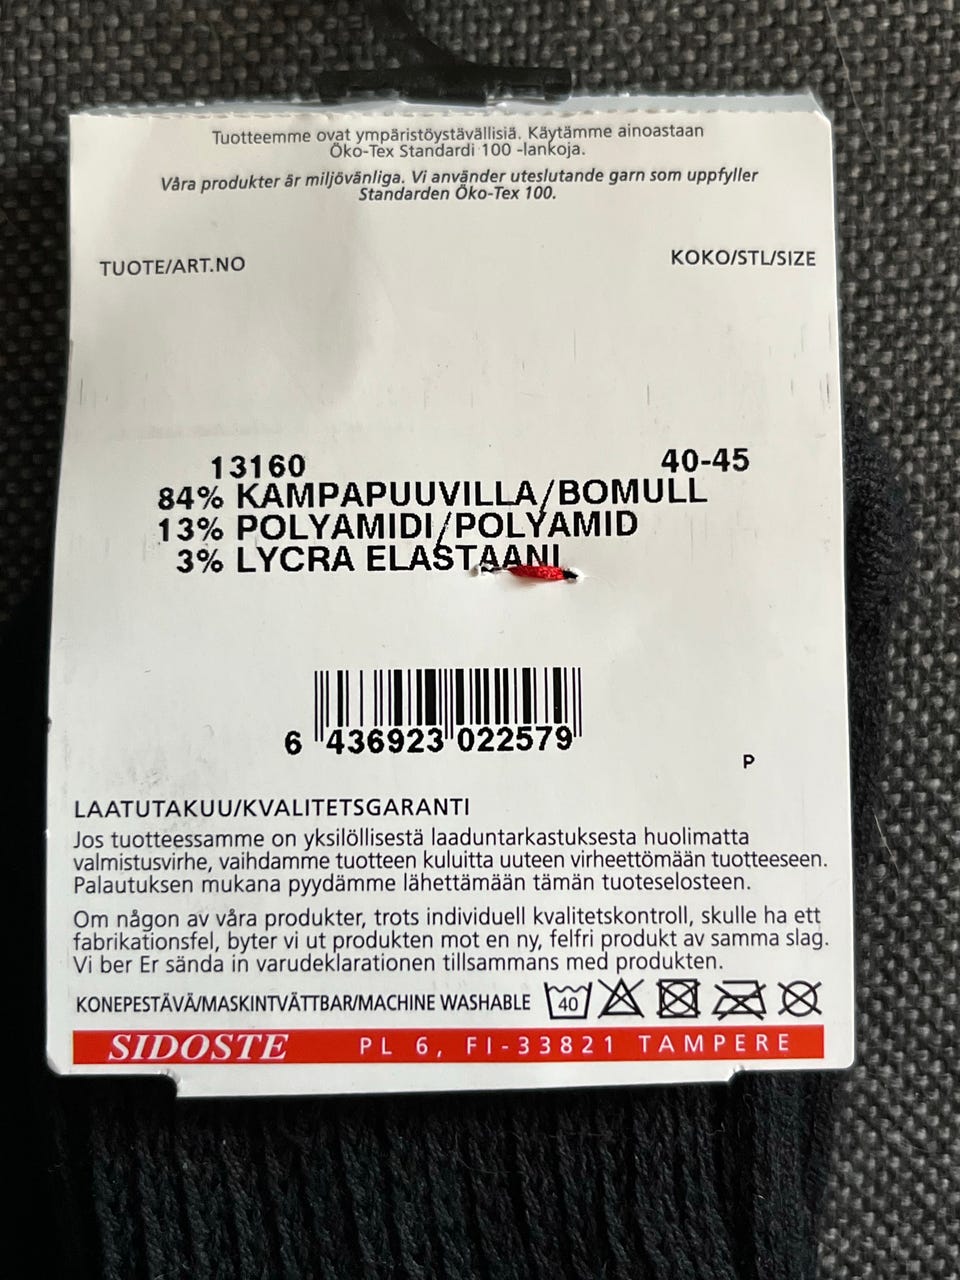 Tuotteemme ovat ympäristöystävällisiä. Käytämme ainoastaan
Öko-Tex Standardi 100 -lankoja.
Våra produkter är miljövänliga. Vi använder uteslutande garn som uppfyller
Standarden Öko-Tex 100.
TUOTE/ART.NO KOKO/STL/SIZE
13160 40-45
84% KAMPAPUUVILLA/BOMULL
13% POLYAMIDI/POLYAMID
3% LYCRA ELASTAANI
6 436923 022579
P
LAATUTAKUU/KVALITETSGARANTI
Jos tuotteessamme on yksilöllisestä laaduntarkastuksesta huolimatta
valmistusvirhe, vaihdamme tuotteen kuluitta uuteen virheettömään tuotteeseen.
Palautuksen mukana pyydämme lähettämään tämän tuoteselosteen.
Om någon av våra produkter, trots individuell kvalitetskontroll, skulle ha ett
fabrikationsfel, byter vi ut produkten mot en ny, felfri produkt av samma slag.
Vi ber Er sända in varudeklarationen tillsammans med produkten.
KONEPESTÄVÄ/MASKINTVÄTTBAR/MACHINE WASHABLE 40
SIDOSTE PL 6, FI-33821 TAMPERE